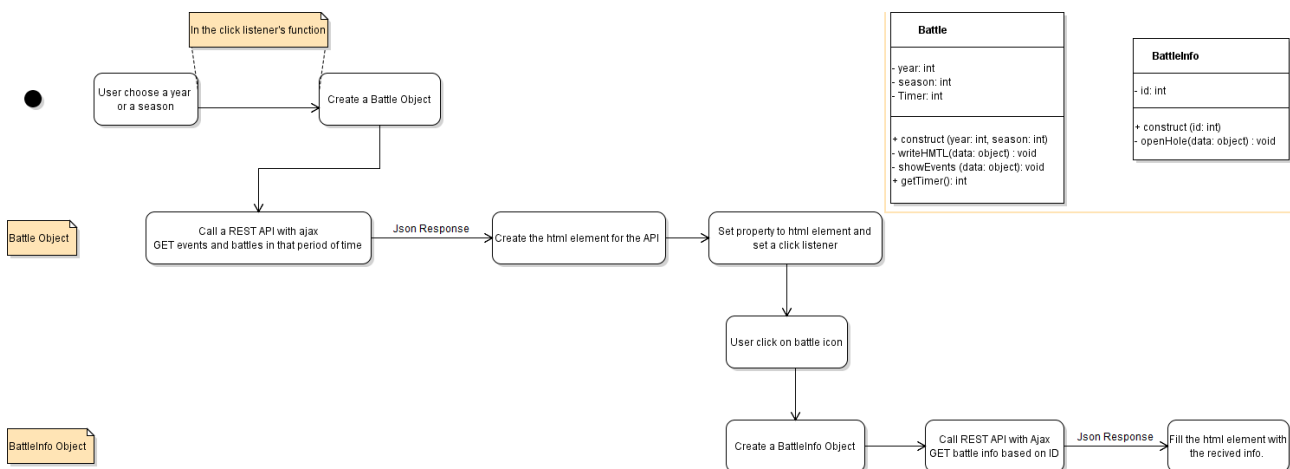 In the click listener's function
User choose a year
or a season
Create a Battle Object
Battle
- year: int
- season: int
- Timer: int
+ construct (year: int, season: int)
- writeHMTL(data: object) : void
- showEvents (data: object): void
+ getTimer(): int
BattleInfo
- id: int
+ construct (id: int)
- openHole(data: object) : void
Battle Object
Call a REST API with ajax
GET events and battles in that period of time
Json Response
Create the html element for the API
Set property to html element and
set a click listener
User click on battle icon
BattleInfo Object
Create a BattleInfo Object
Call REST API with Ajax
GET battle info based on ID
Json Response
Fill the html element with
the recived info.